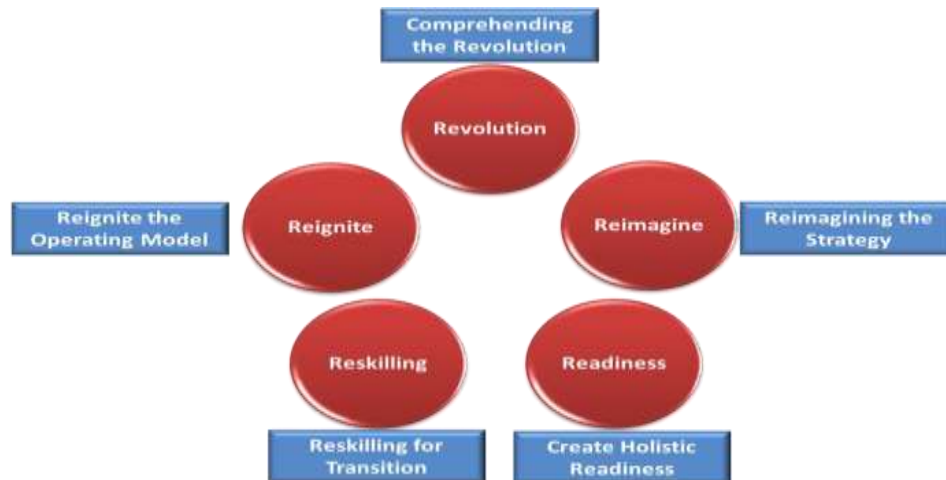 Comprehending
the Revolution
Revolution
Reignite the
Operating Model
Reignite
Reimagine
Reimagining the
Strategy
Reskilling
Readiness
Reskilling for
Transition
Create Holistic
Readiness